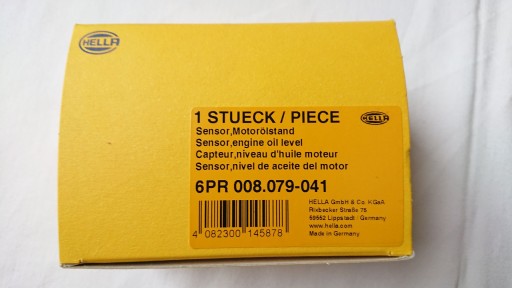 HELLA
1 STUECK / PIECE
HELLA
Sensor,Motorölstand
Sensor,engine oil level
Capteur,niveau d'huile moteur
Sensor,nivel de aceite del motor
6PR 008.079-041
4 082300 145878
HELLA GmbH & Co. KGaA
Rixbecker Straße 75
59552 Lippstadt / Germany
www.hella.com
Made in Germany